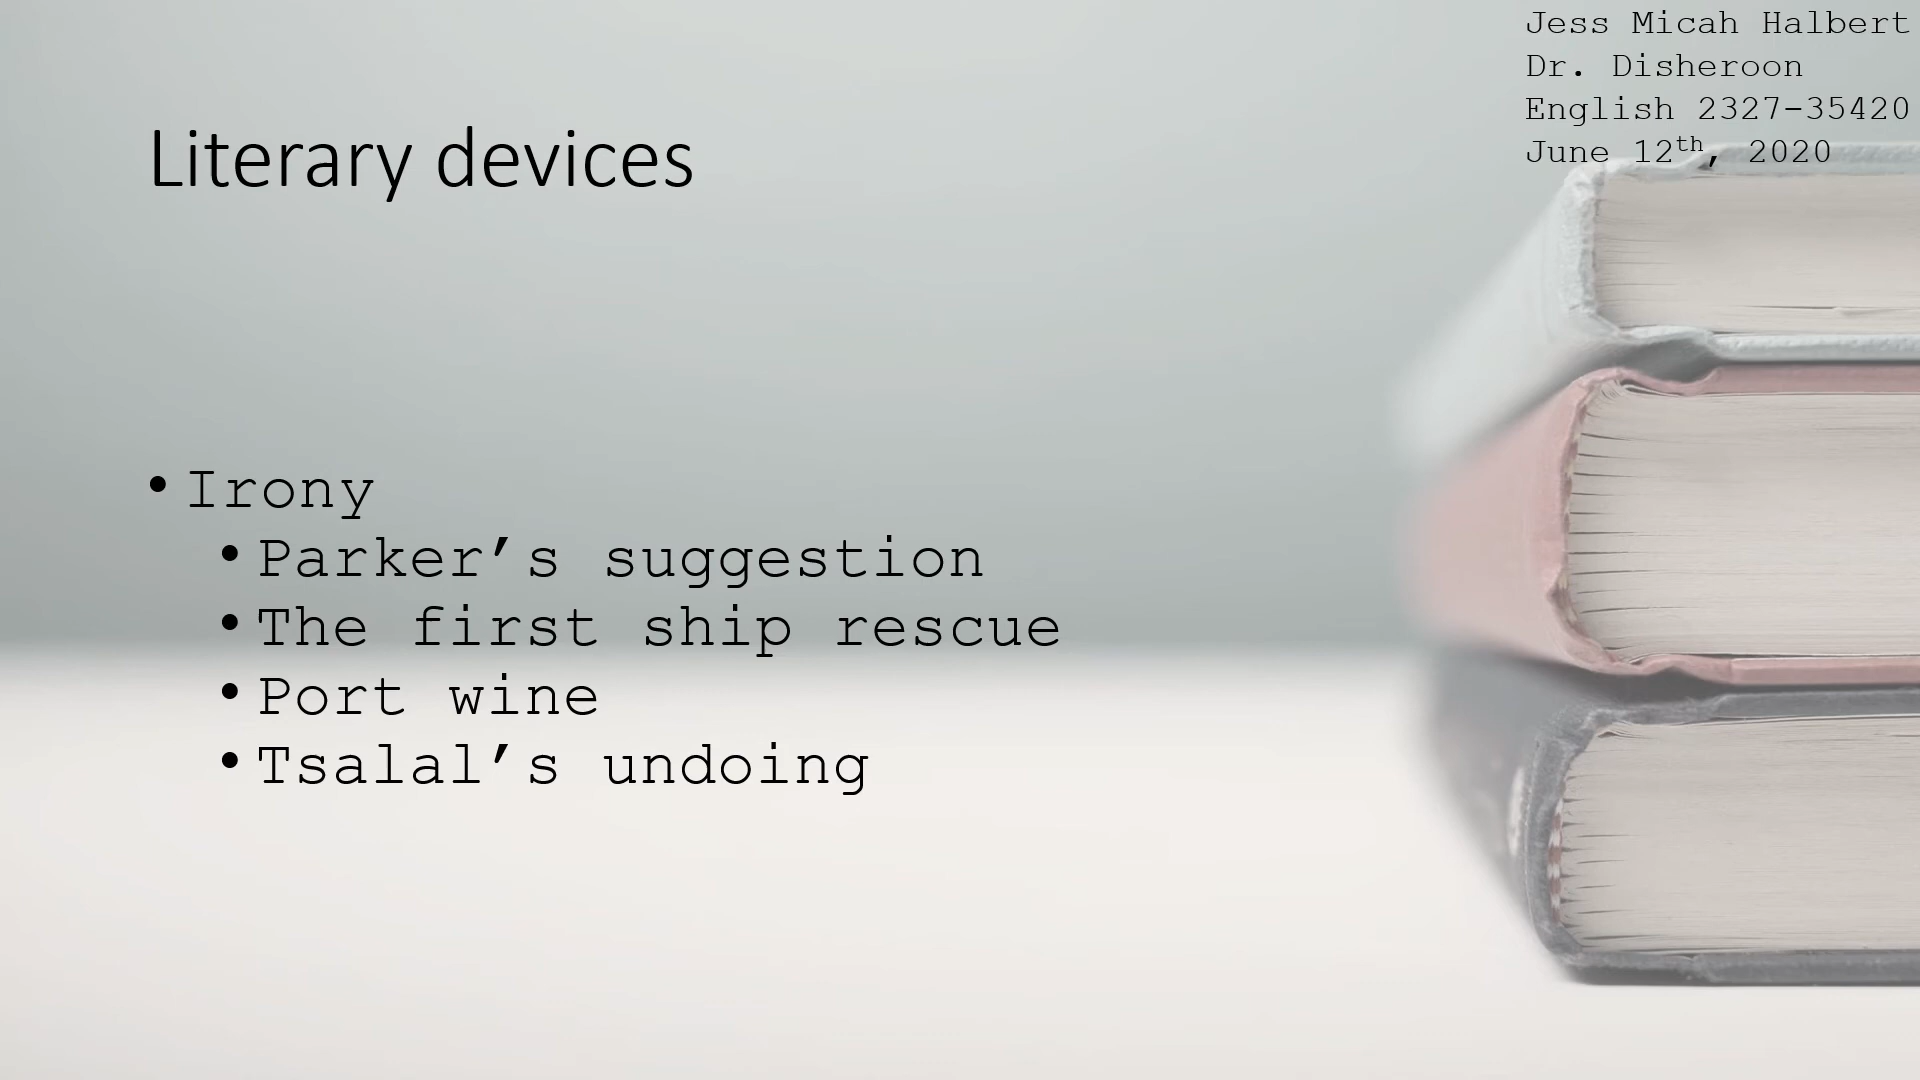 Jess Micah Halbert
Dr. Disheroon
English 2327-35420
June 12th, 2020
Literary devices
• Irony
• Parker’s suggestion
• The first ship rescue
• Port wine
• Tsalal’s undoing